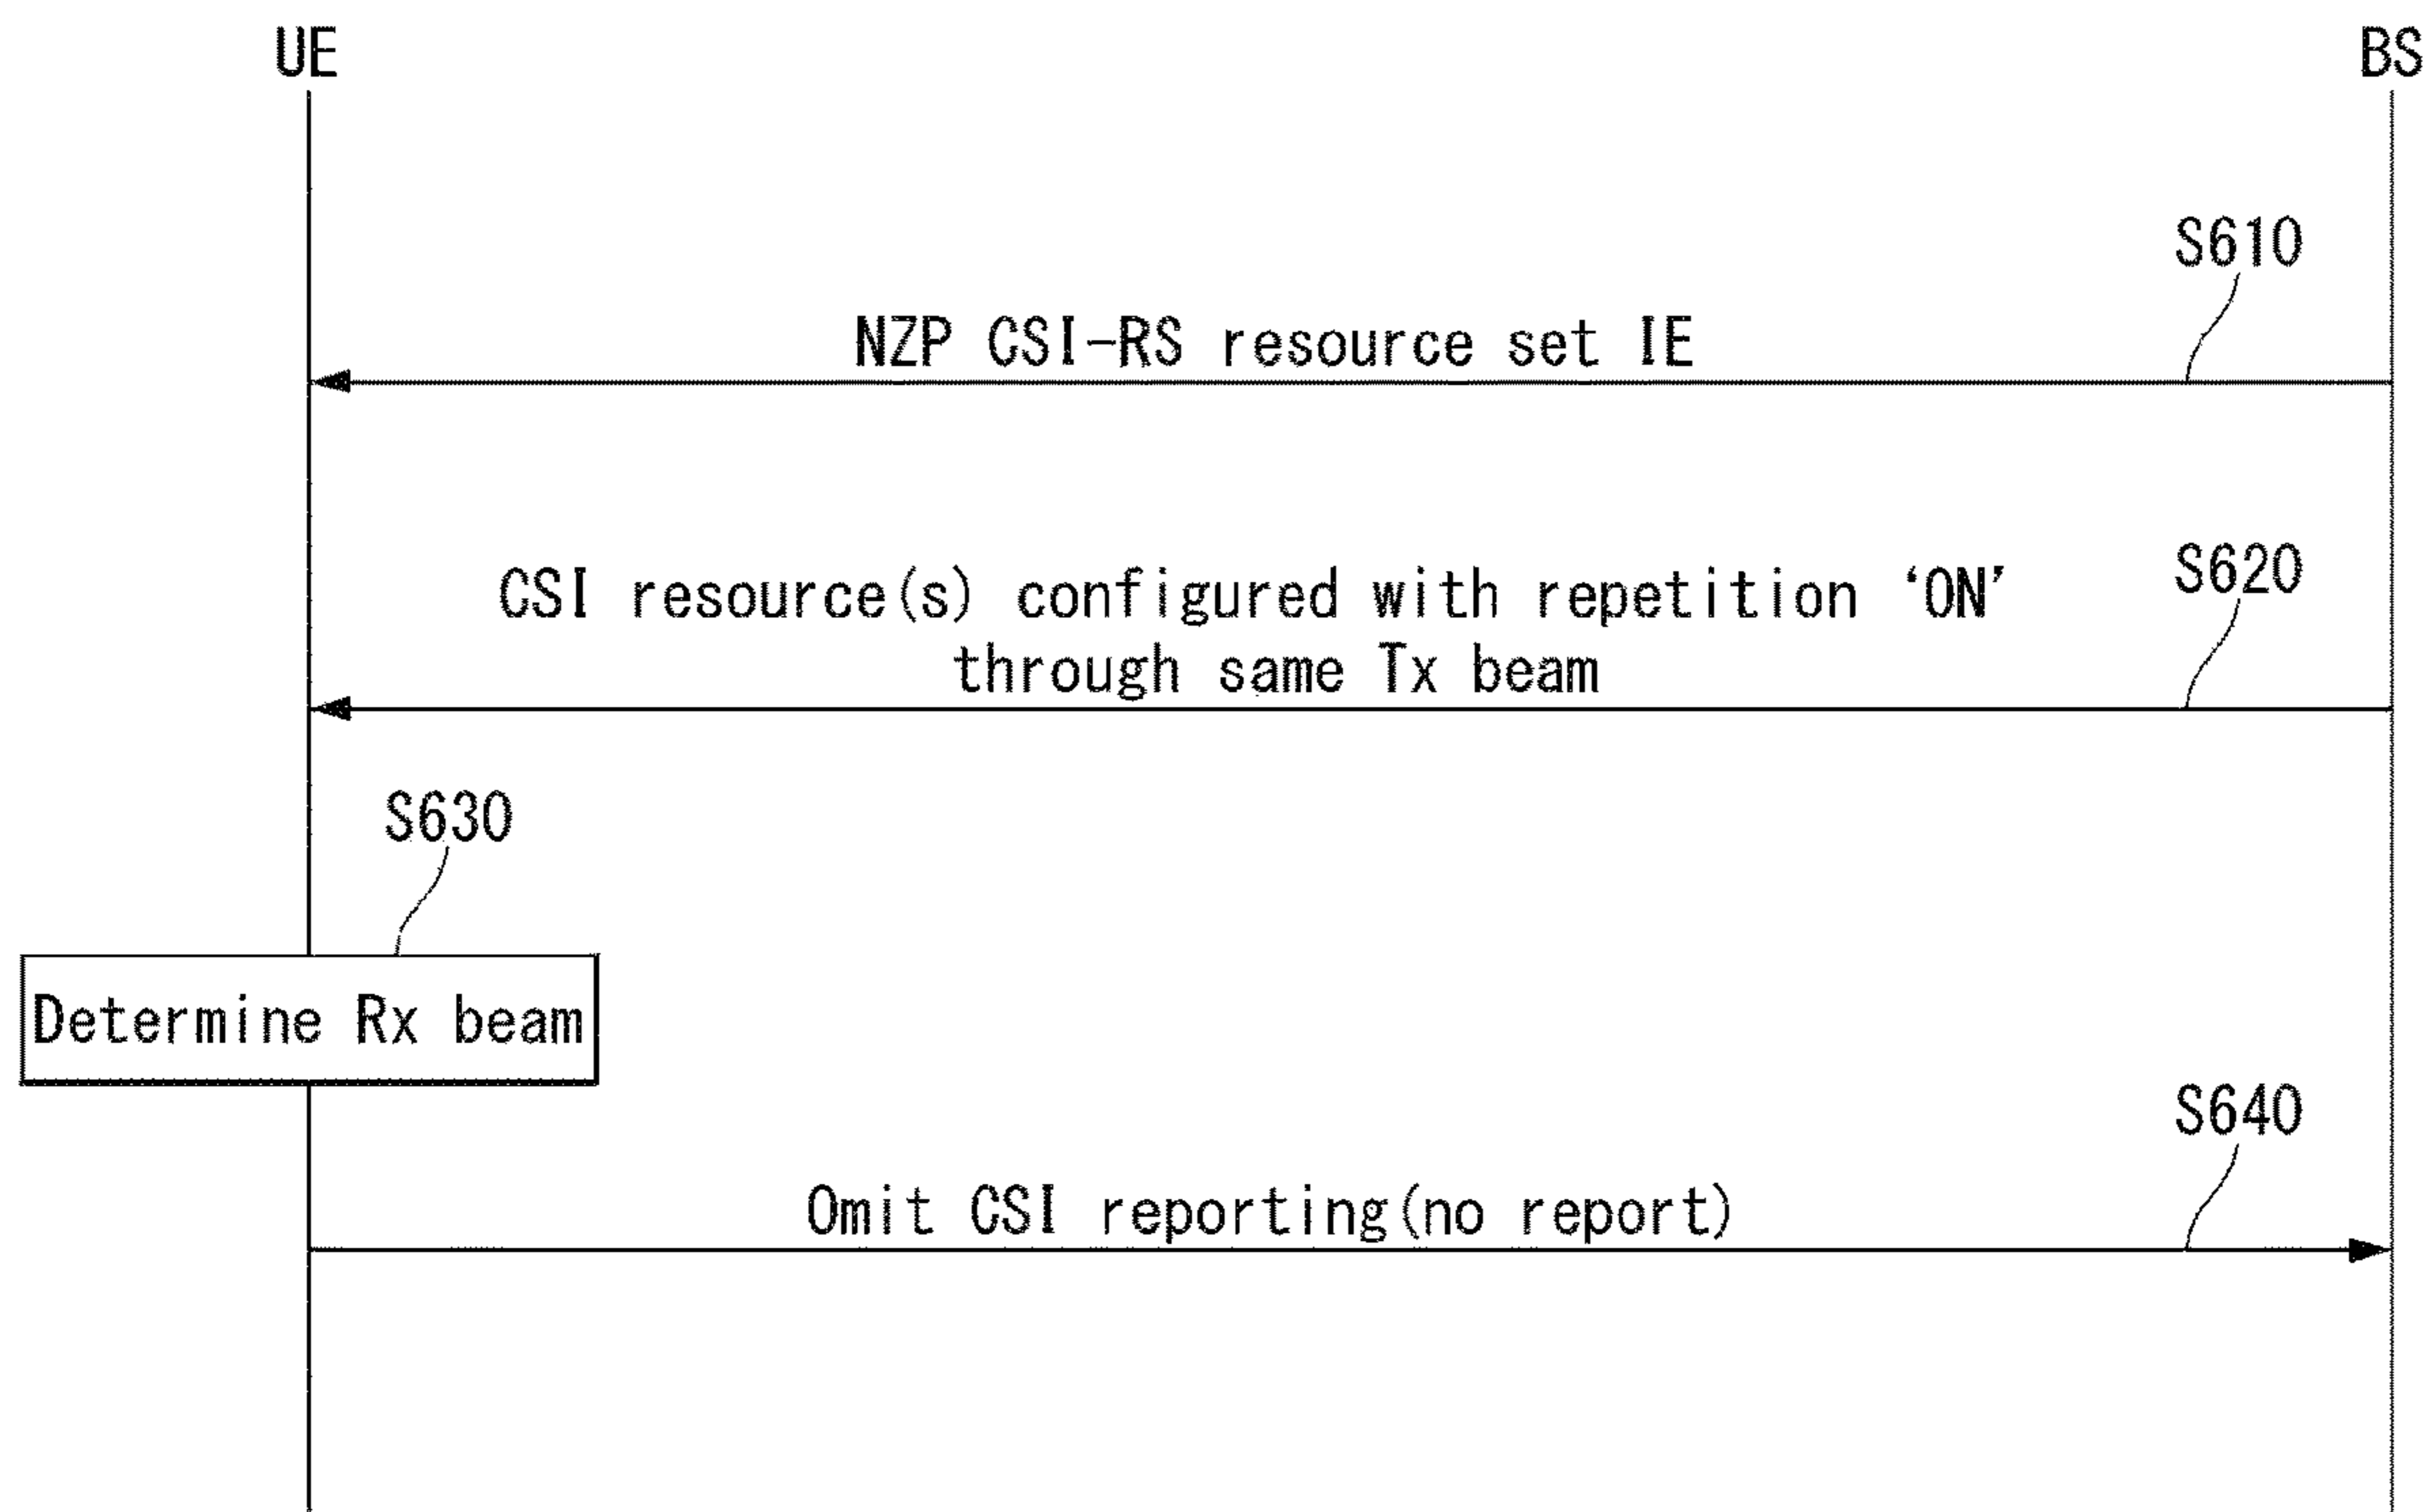 UE
BS
S610
NZP CSI-RS resource set IE
S620
CSI resource(s) configured with repetition ‘ON’
through same Tx beam
S630
Determine Rx beam
S640
Omit CSI reporting(no report)